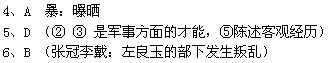 4、A  暴：曝晒
5、D （② ③ 是军事方面的才能，⑤陈述客观经历）
6、B （张冠李戴：左良玉的部下发生叛乱）